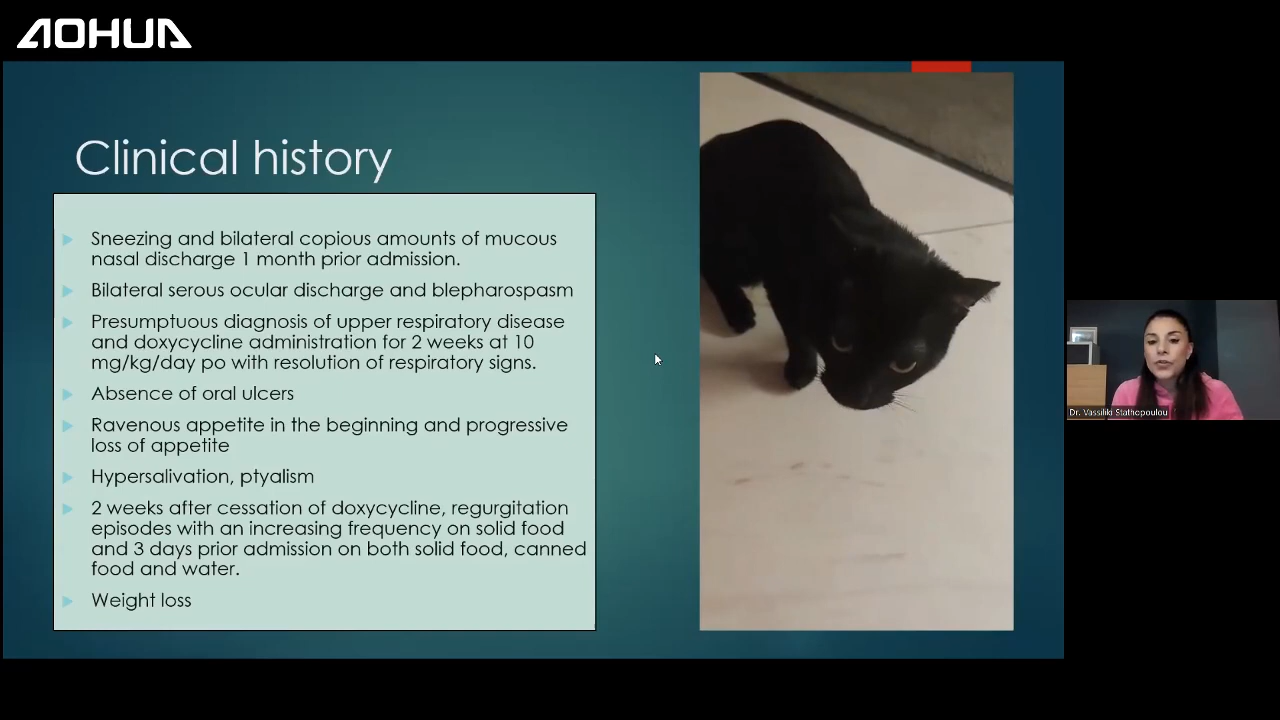 AOHUA
Clinical history
Sneezing and bilateral copious amounts of mucous
nasal discharge 1 month prior admission.
Bilateral serous ocular discharge and blepharospasm
Presumptuous diagnosis of upper respiratory disease
and doxycycline administration for 2 weeks at 10
mg/kg/day po with resolution of respiratory signs.
Absence of oral ulcers
Ravenous appetite in the beginning and progressive
loss of appetite
Hypersalivation, ptyalism
2 weeks after cessation of doxycycline, regurgitation
episodes with an increasing frequency on solid food
and 3 days prior admission on both solid food, canned
food and water.
Weight loss
Dr. Vassiliki Stathopoulou